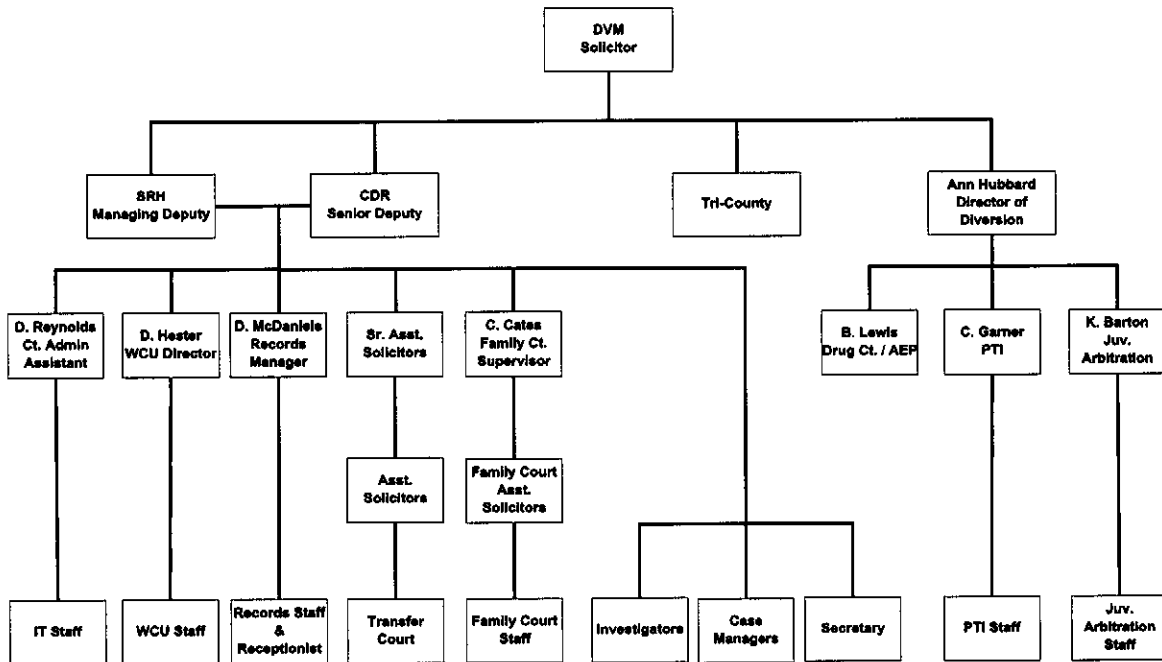 DVM
Solicitor
SRH
Managing Deputy
CDR
Senior Deputy
Tri-County
Ann Hubbard
Director of
Diversion
D. Reynolds
Ct. Admin
Assistant
D. Hester
WCU Director
D. McDaniels
Records
Manager
Sr. Asst.
Solicitors
C. Cates
Family Ct.
Supervisor
B. Lewis
Drug Ct. / AEP
C. Garner
PTI
K. Barton
Juv.
Arbitration
Asst.
Solicitors
Family Court
Asst.
Solicitors
IT Staff
WCU Staff
Records Staff
&
Receptionist
Transfer
Court
Family Court
Staff
Investigators
Case
Managers
Secretary
PTI Staff
Juv.
Arbitration
Staff